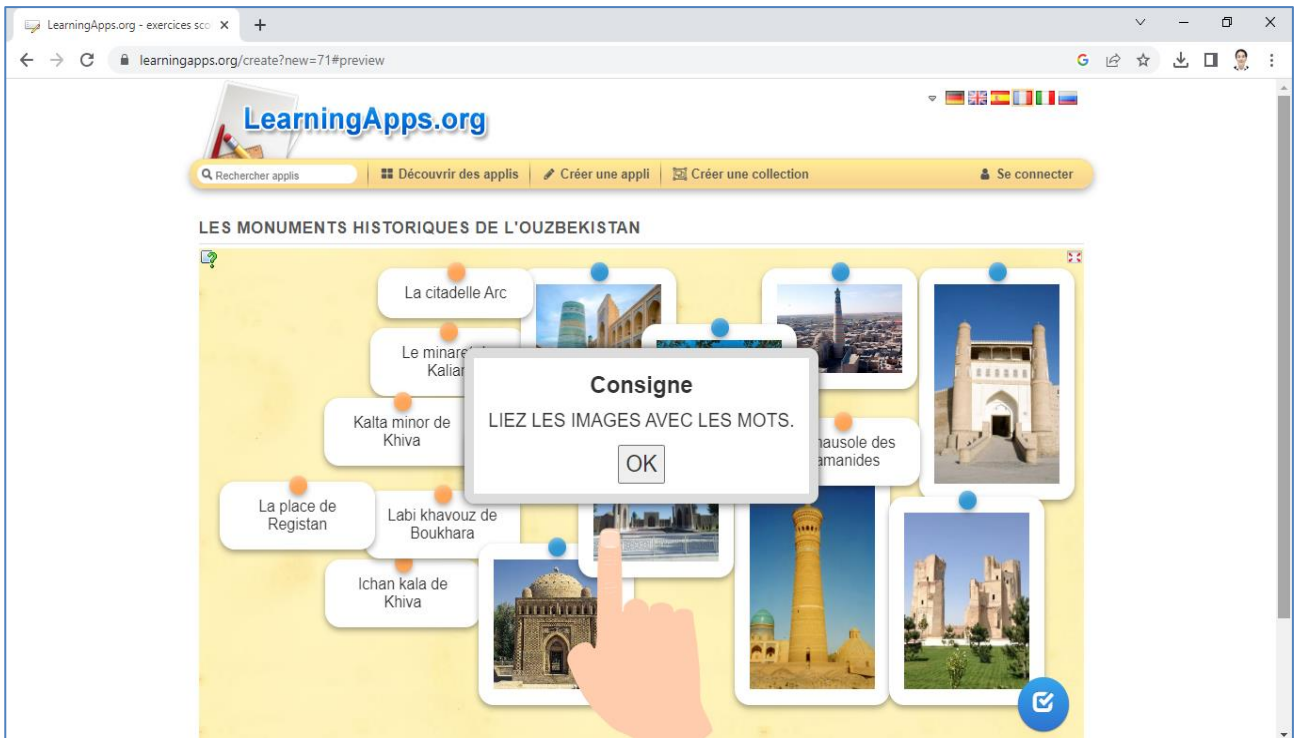 LearningApps.org - exercices sco
learningapps.org/create?new=71#preview
LearningApps.org
Rechercher applis
Découvrir des applis
Créer une appli
Créer une collection
Se connecter
LES MONUMENTS HISTORIQUES DE L'OUZBEKISTAN
La citadelle Arc
Le minaret
Kalta minor de
Khiva
Consigne
LIEZ LES IMAGES AVEC LES MOTS.
OK
des
La place de
Registan
Labi khavouz de
Boukhara
Ichan kala de
Khiva